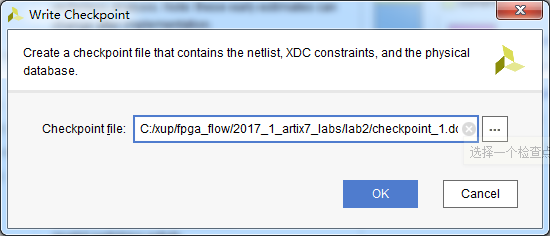 Write Checkpoint
Create a checkpoint file that contains the netlist, XDC constraints, and the physical
database.
Checkpoint file:
C:/xup/fpga_flow/2017_1_artix7_labs/lab2/checkpoint_1.dc
...
选择一个检查点
OK
Cancel